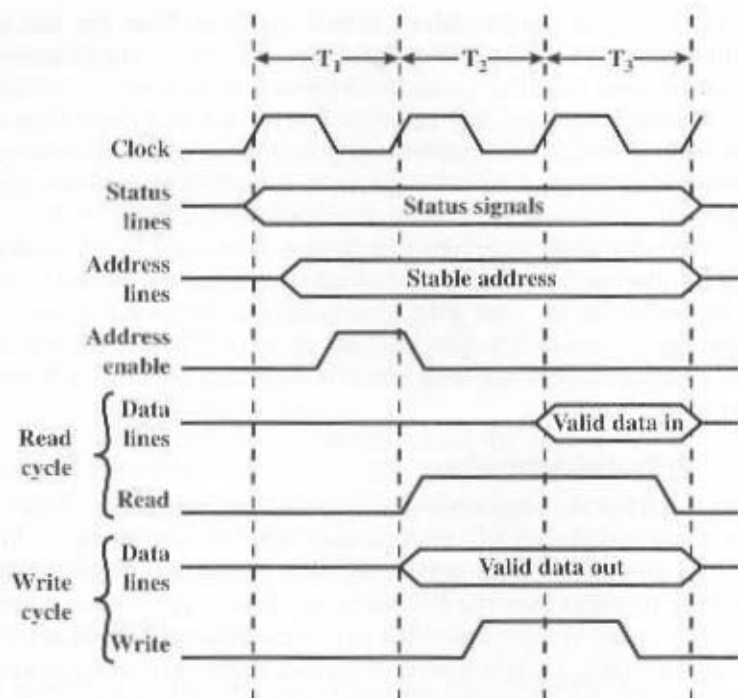 T1 T2 T3
Clock
Status
lines
Status signals
Address
lines
Stable address
Address
enable
Read
cycle
Data
lines
Valid data in
Read
Write
cycle
Data
lines
Valid data out
Write